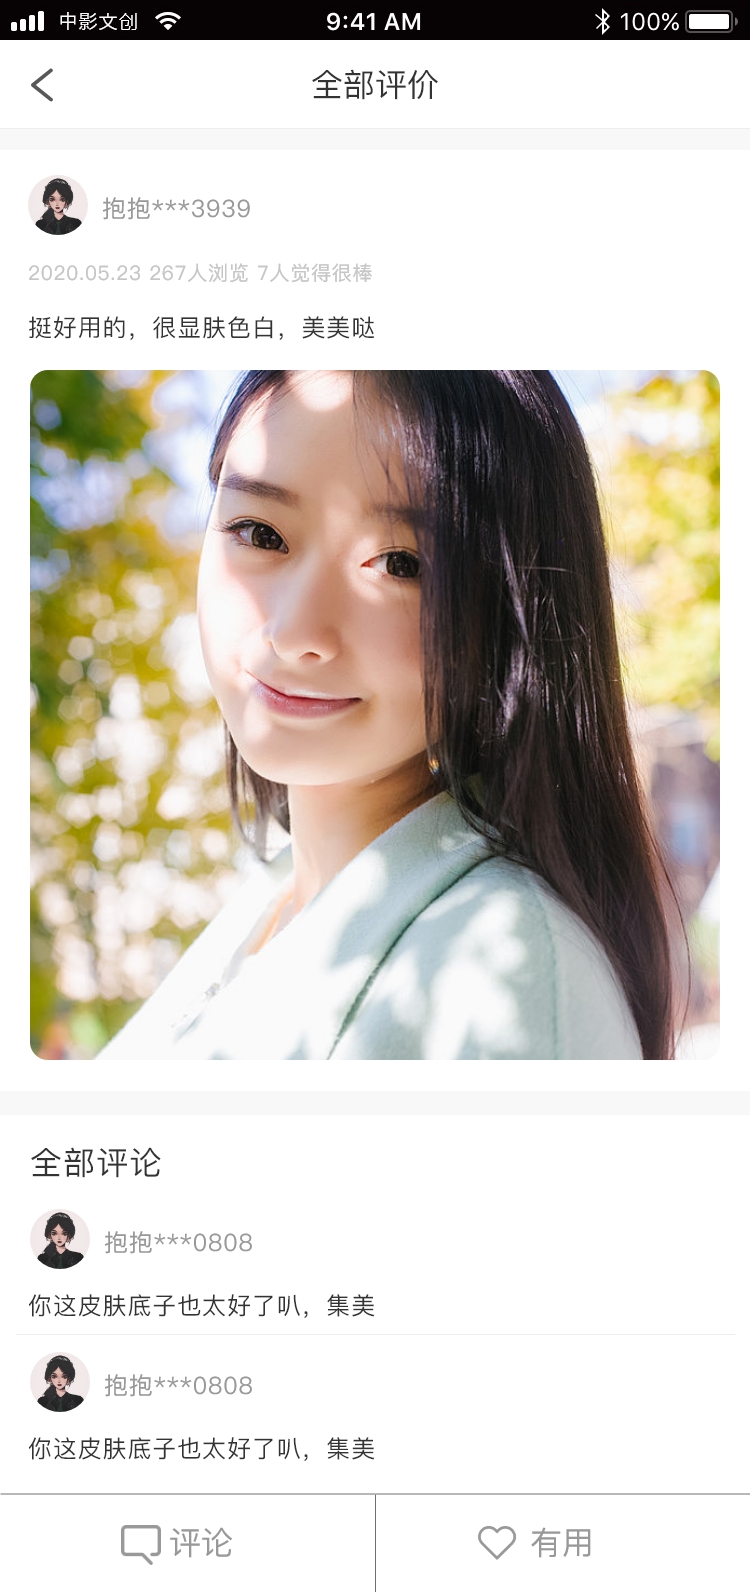 中影文创 9:41 AM 100%
全部评价
抱抱***3939
2020.05.23 267人浏览 7人觉得很棒
挺好用的，很显肤色白，美美哒
全部评论
抱抱***0808
你这皮肤底子也太好了叭，集美
抱抱***0808
你这皮肤底子也太好了叭，集美
评论 有用